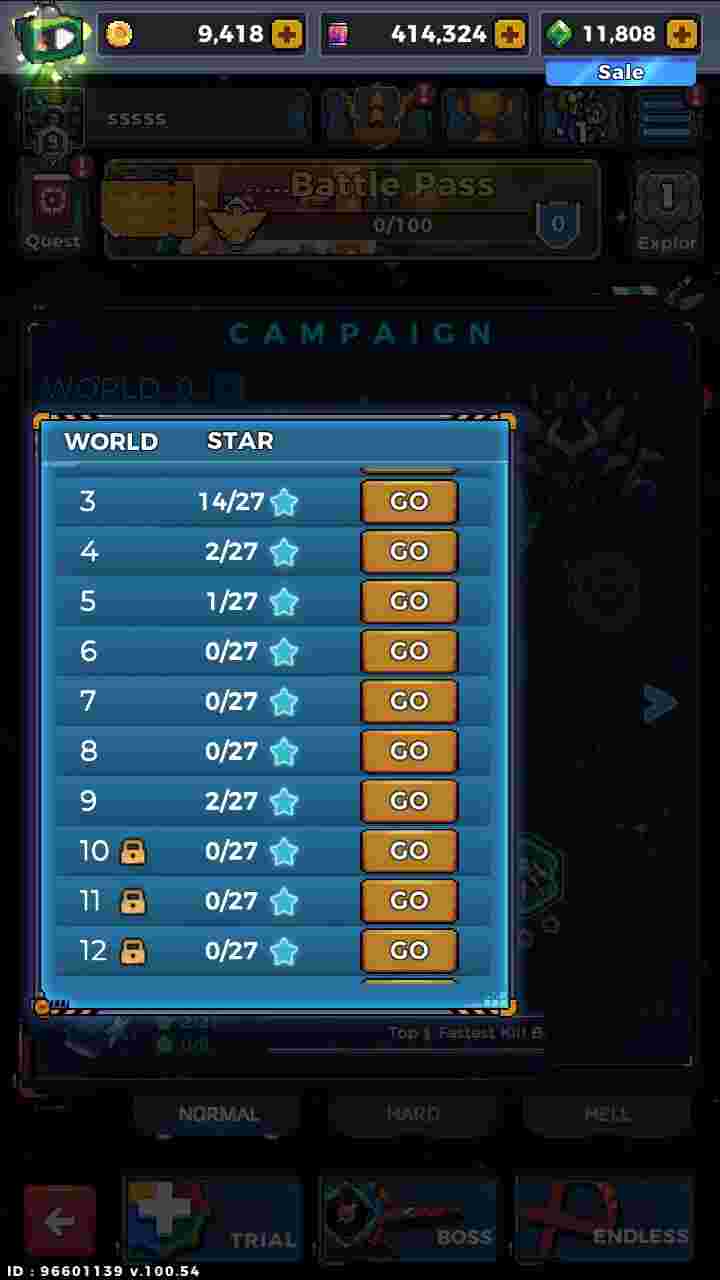 9,418
414,324
11,808
Sale
19
sssss
1
.....Battle Pass
0/100
0
Quest
1
Explor
CAMPAIGN
WORLD 9
WORLD STAR
3 14/27 GO
4 2/27 GO
5 1/27 GO
6 0/27 GO
7 0/27 GO
8 0/27 GO
9 2/27 GO
10 0/27 GO
11 0/27 GO
12 0/27 GO
Top 5 Fastest Kill B
NORMAL HARD HELL
TRIAL BOSS ENDLESS
ID : 96601139 v.100.54